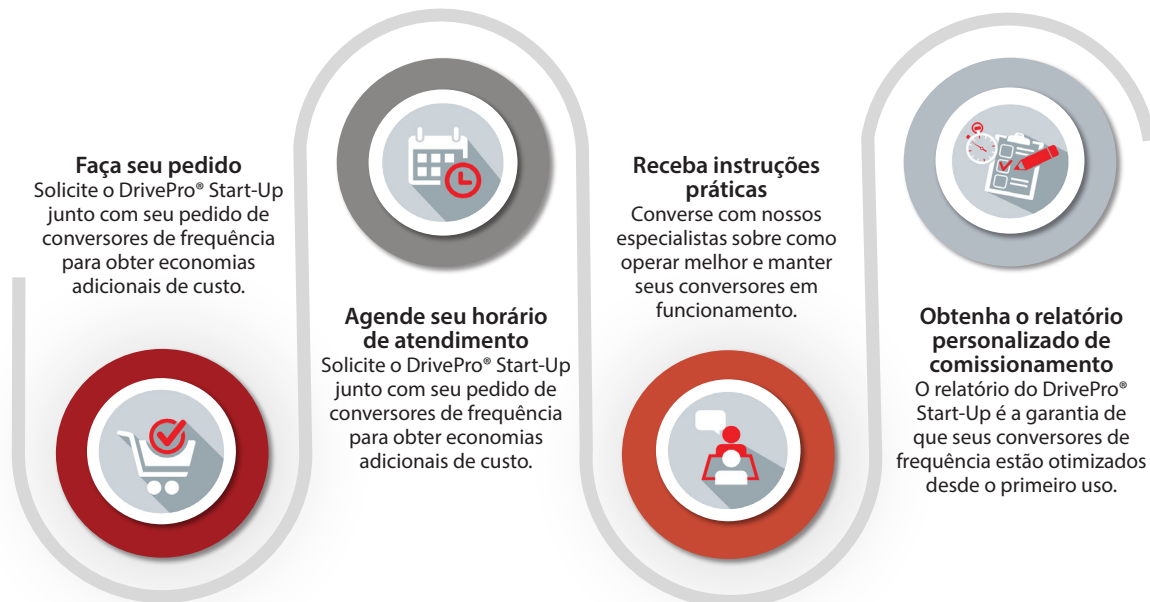 Faça seu pedido
Solicite o DrivePro® Start-Up
junto com seu pedido de
conversores de frequência
para obter economias
adicionais de custo.
Agende seu horário
de atendimento
Solicite o DrivePro® Start-Up
junto com seu pedido de
conversores de frequência
para obter economias
adicionais de custo.
Receba instruções
práticas
Converse com nossos
especialistas sobre como
operar melhor e manter
seus conversores em
funcionamento.
Obtenha o relatório
personalizado de
comissionamento
O relatório do DrivePro®
Start-Up é a garantia de
que seus conversores de
frequência estão otimizados
desde o primeiro uso.